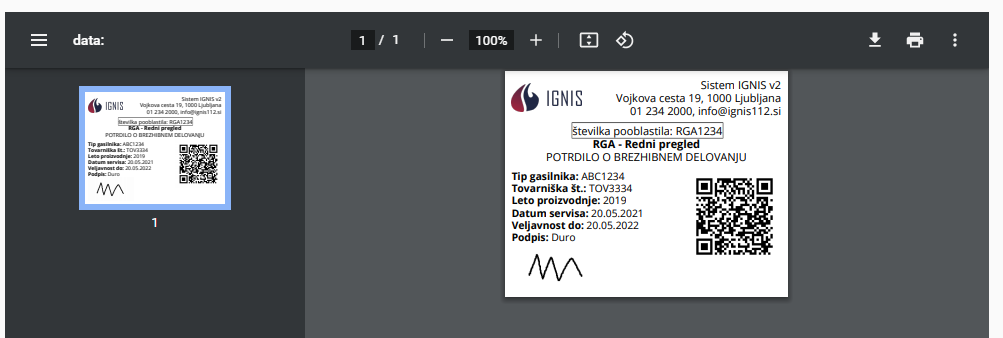 data:
1 / 1
100%
IGNIS
Sistem IGNIS v2
Vojkova cesta 19, 1000 Ljubljana
01 234 2000, info@ignis112.si
številka pooblastila: RGA1234
RGA - Redni pregled
POTRDILO O BREZHIBNEM DELOVANJU
Tip gasilnika: ABC1234
Tovarniška št.: TOV3334
Leto proizvodnje: 2019
Datum servisa: 20.05.2021
Veljavnost do: 20.05.2022
Podpis: Duro
1
IGNIS
Sistem IGNIS v2
Vojkova cesta 19, 1000 Ljubljana
01 234 2000, info@ignis112.si
številka pooblastila: RGA1234
RGA - Redni pregled
POTRDILO O BREZHIBNEM DELOVANJU
Tip gasilnika: ABC1234
Tovarniška št.: TOV3334
Leto proizvodnje: 2019
Datum servisa: 20.05.2021
Veljavnost do: 20.05.2022
Podpis: Duro